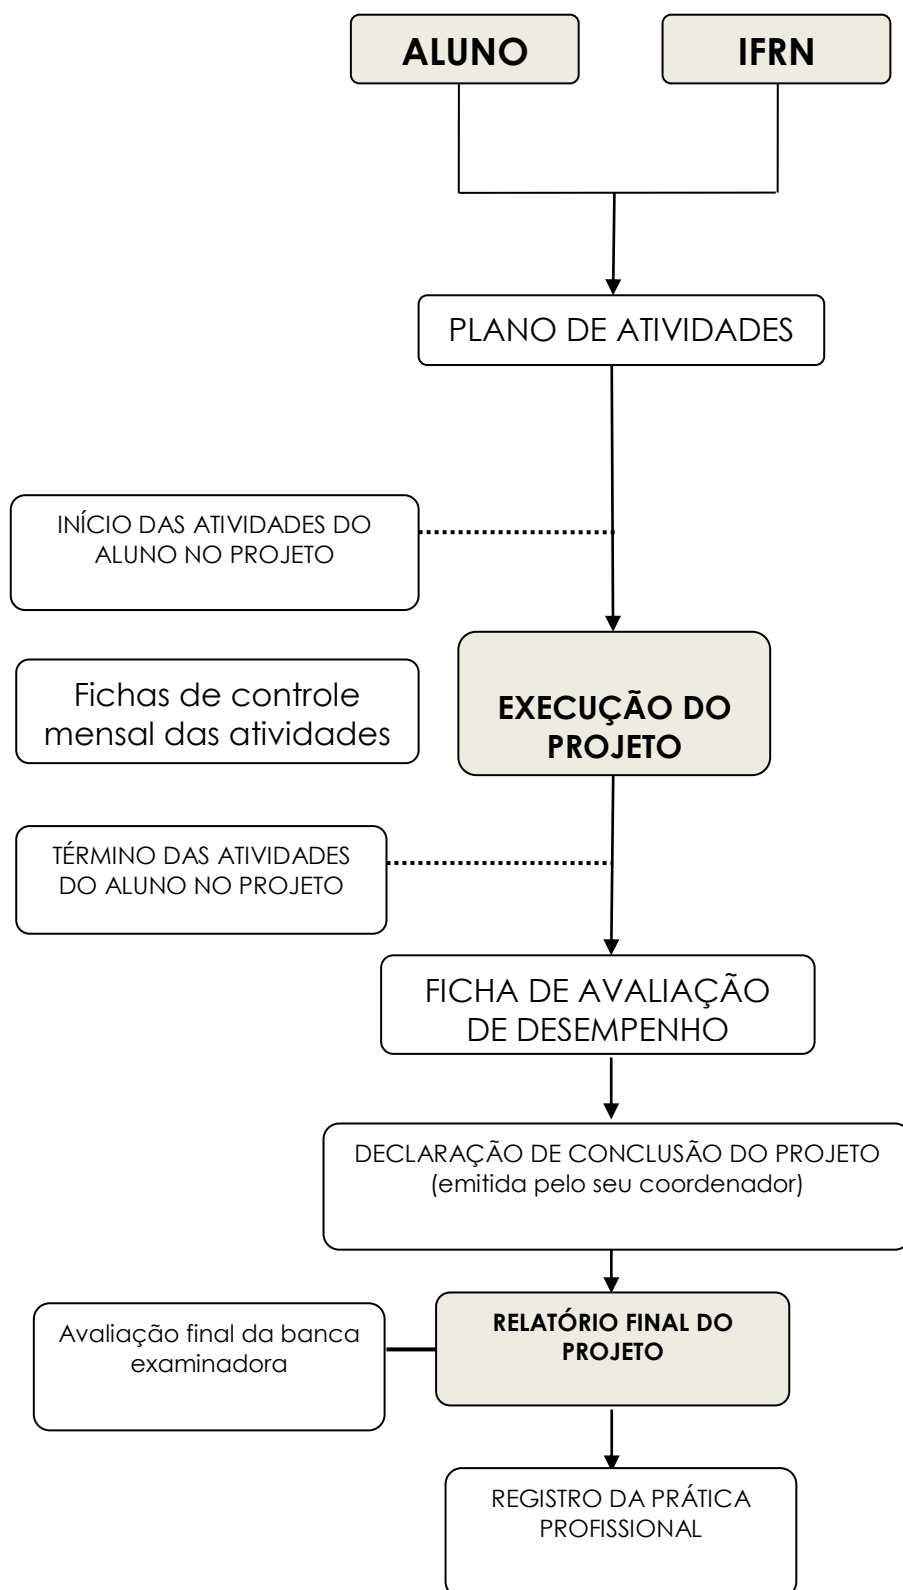 ALUNO
IFRN
PLANO DE ATIVIDADES
INÍCIO DAS ATIVIDADES DO
ALUNO NO PROJETO
Fichas de controle
mensal das atividades
EXECUÇÃO DO
PROJETO
TÉRMINO DAS ATIVIDADES
DO ALUNO NO PROJETO
FICHA DE AVALIAÇÃO
DE DESEMPENHO
DECLARAÇÃO DE CONCLUSÃO DO PROJETO
(emitida pelo seu coordenador)
Avaliação final da banca
examinadora
RELATÓRIO FINAL DO
PROJETO
REGISTRO DA PRÁTICA
PROFISSIONAL